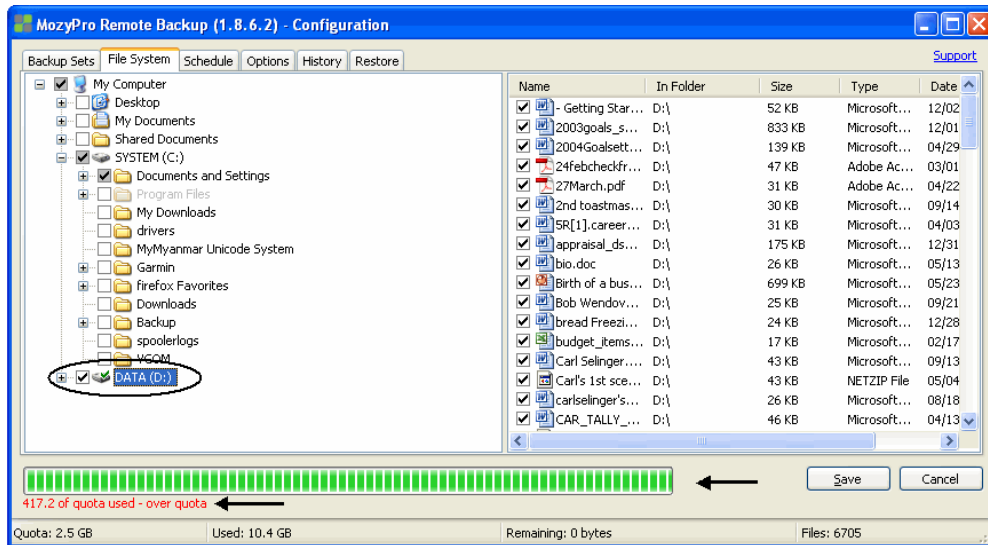 MozyPro Remote Backup (1.8.6.2) - Configuration
Backup Sets File System Schedule Options History Restore Support
My Computer
Desktop
My Documents
Shared Documents
SYSTEM (C:)
Documents and Settings
Program Files
My Downloads
drivers
MyMyanmar Unicode System
Garmin
firefox Favorites
Downloads
Backup
spoolerlogs
VCOM
DATA (D:)
Name In Folder Size Type Date
- Getting Star... D:\ 52 KB Microsoft... 12/02
2003goals_s... D:\ 833 KB Microsoft... 12/01
2004Goalsett... D:\ 139 KB Microsoft... 04/29
24febcheckfr... D:\ 47 KB Adobe Ac... 03/01
27March.pdf D:\ 31 KB Adobe Ac... 04/22
2nd toastmas... D:\ 30 KB Microsoft... 09/14
5R[1].career... D:\ 31 KB Microsoft... 04/03
appraisal_ds... D:\ 175 KB Microsoft... 12/31
bio.doc D:\ 26 KB Microsoft... 05/13
Birth of a bus... D:\ 699 KB Microsoft... 05/23
Bob Wendov... D:\ 25 KB Microsoft... 09/21
bread Freezi... D:\ 24 KB Microsoft... 12/28
budget_items... D:\ 17 KB Microsoft... 02/17
Carl Selinger.... D:\ 43 KB Microsoft... 09/13
Carl's 1st sce... D:\ 43 KB NETZIP File 05/04
carlselinger's... D:\ 26 KB Microsoft... 08/18
CAR_TALLY_... D:\ 46 KB Microsoft... 04/13
Save Cancel
417.2 of quota used - over quota
Quota: 2.5 GB Used: 10.4 GB Remaining: 0 bytes Files: 6705